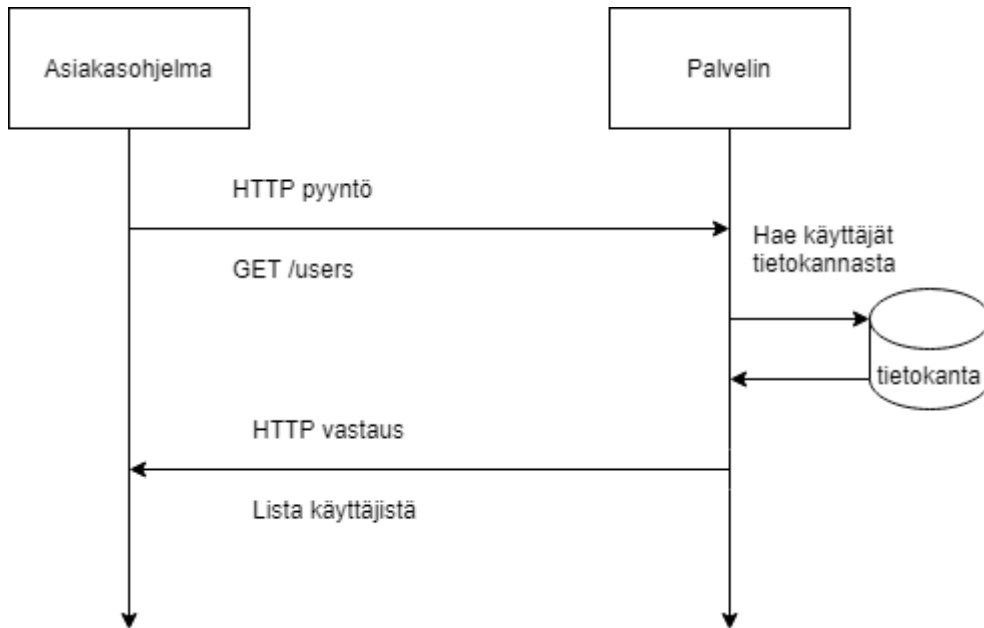 Asiakasohjelma
Palvelin
HTTP pyyntö
GET /users
Hae käyttäjät
tietokannasta
tietokanta
HTTP vastaus
Lista käyttäjistä